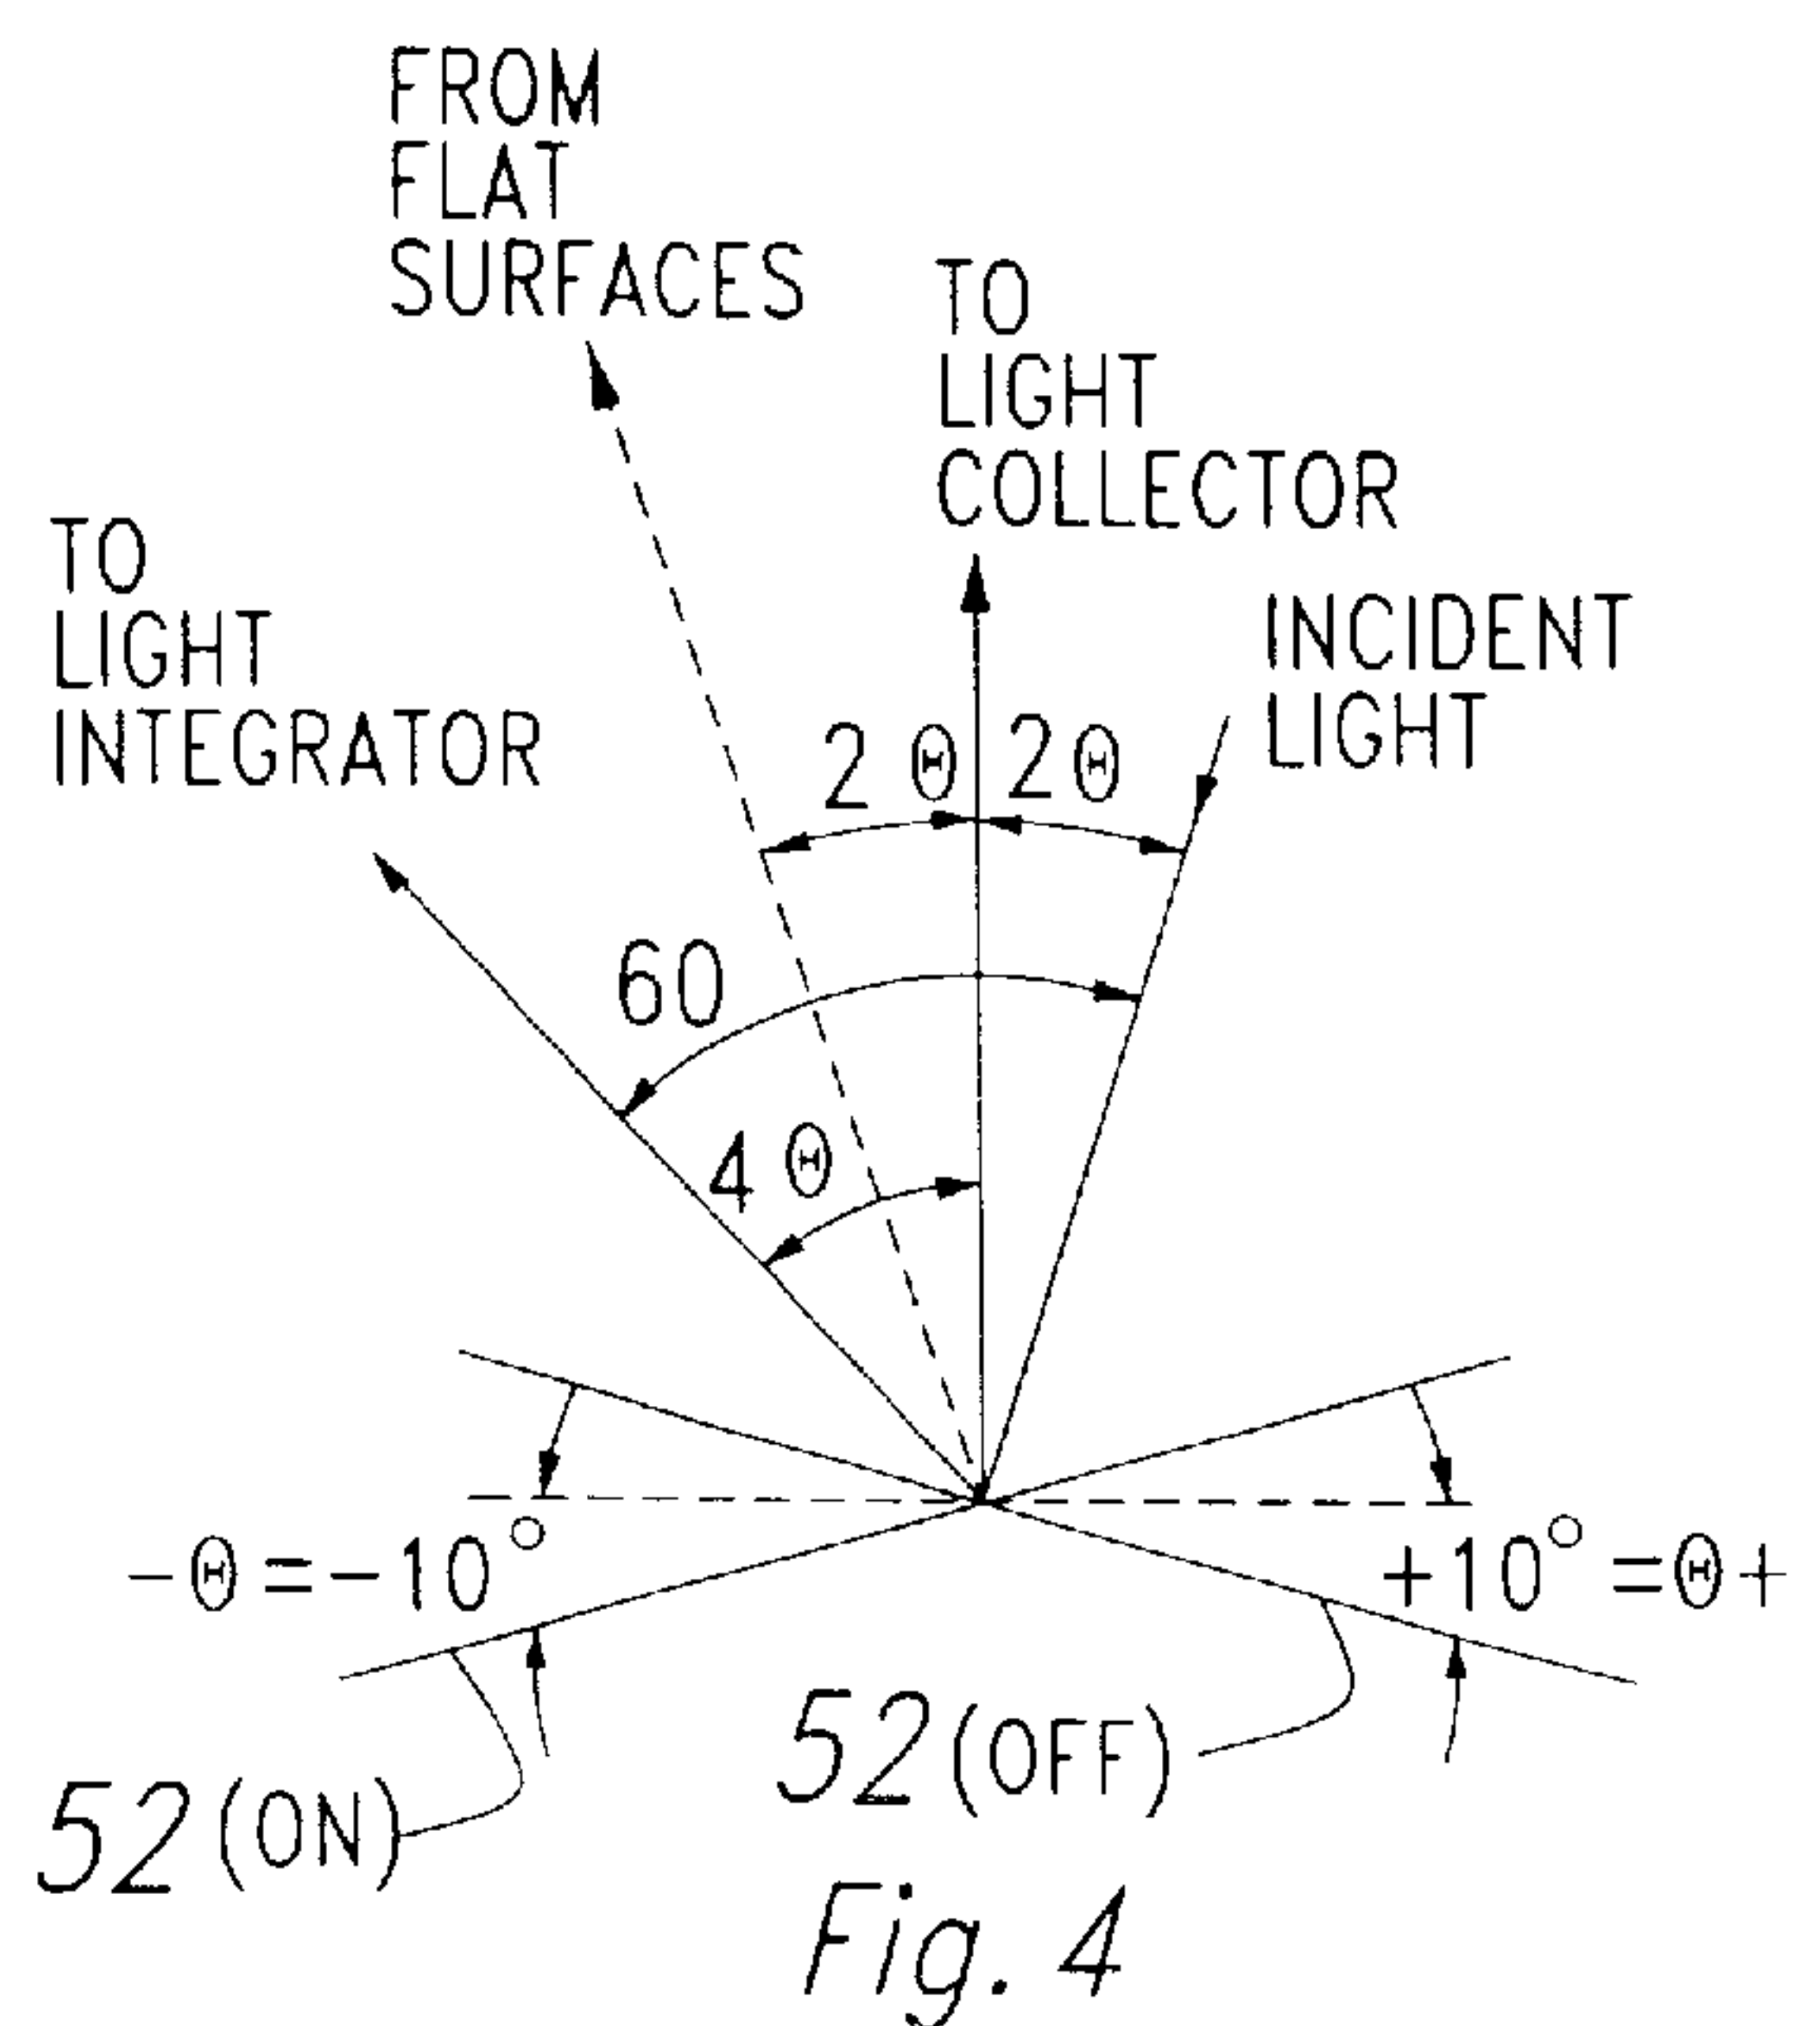 FROM
FLAT
SURFACES
TO
LIGHT
COLLECTOR
TO
LIGHT
INTEGRATOR
INCIDENT
LIGHT
2 Θ
2Θ
60
4 Θ
-Θ=-10°
+10°=Θ+
52(ON)
52(OFF)
Fig. 4